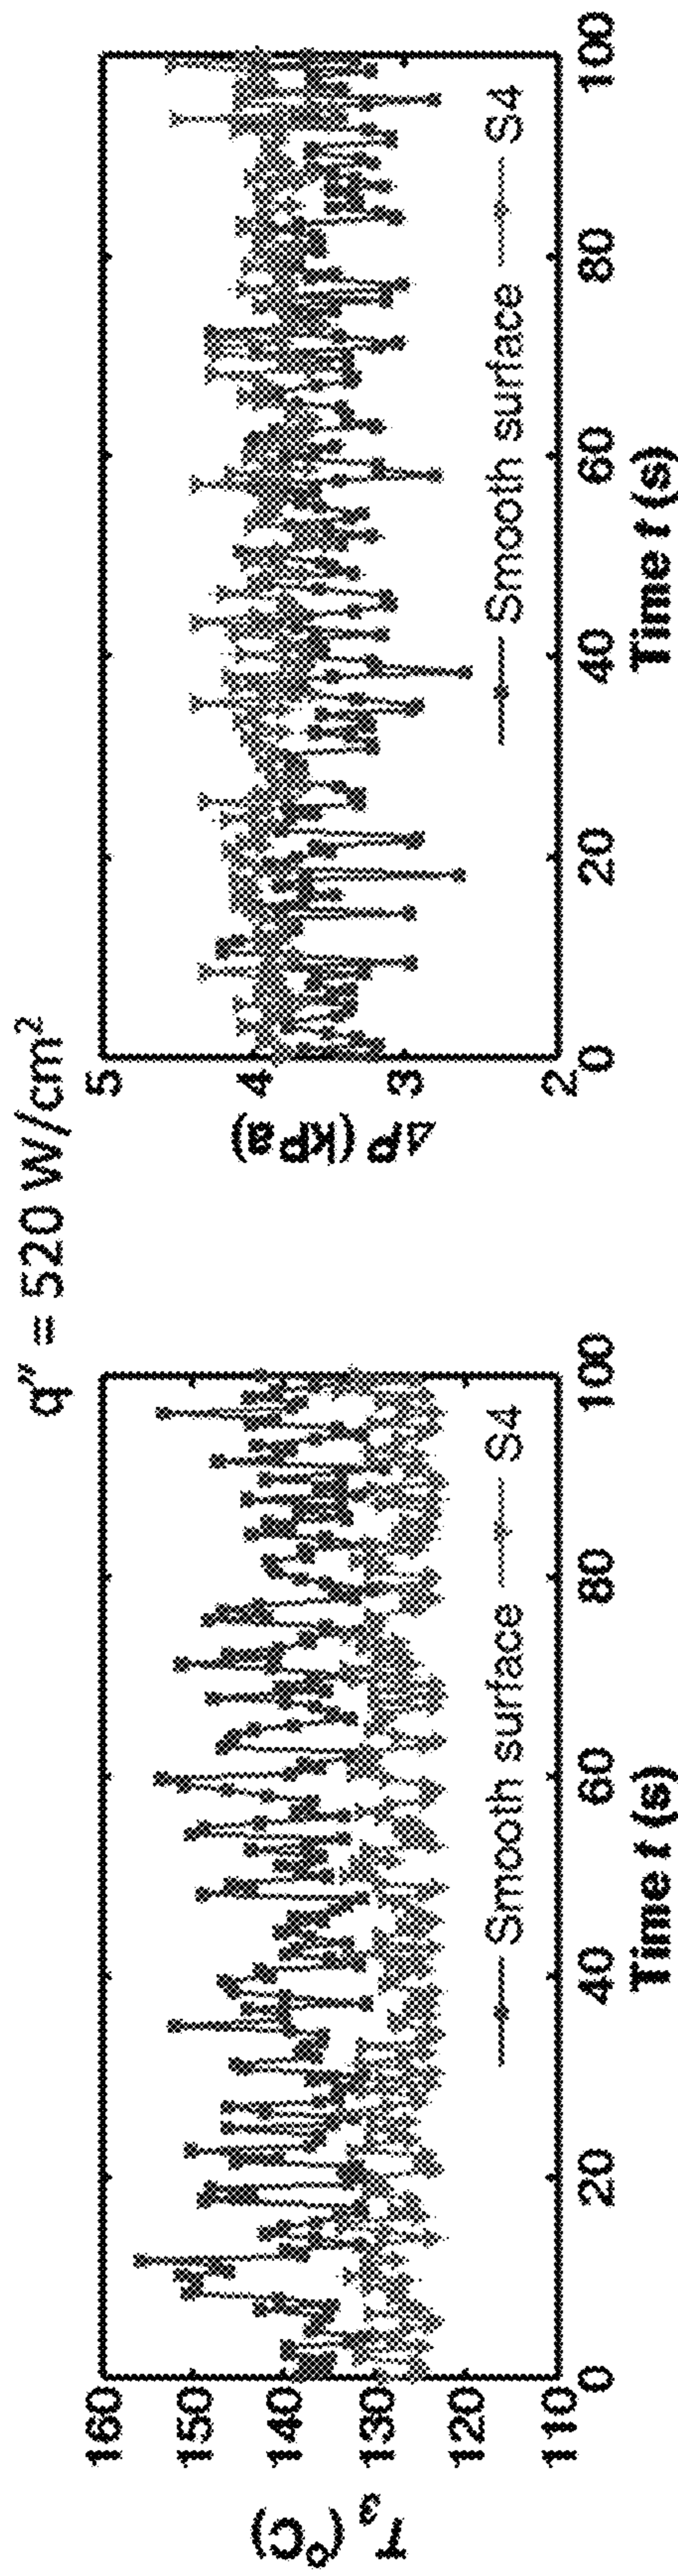 q″ = 520 W/cm²
T₃ (°C)
160
150
140
130
120
110
0
20
40
60
80
100
Smooth surface
S4
Time t (s)
ΔP (kPa)
5
4
3
2
0
20
40
60
80
100
Smooth surface
S4
Time t (s)